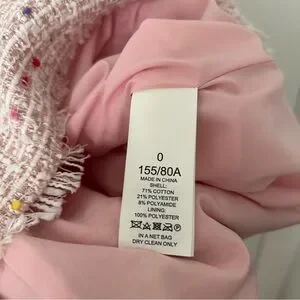 0
155/80A
MADE IN CHINA
SHELL:
71% COTTON
21% POLYESTER
8% POLYAMIDE
LINING:
100% POLYESTER
IN A NET BAG
DRY CLEAN ONLY